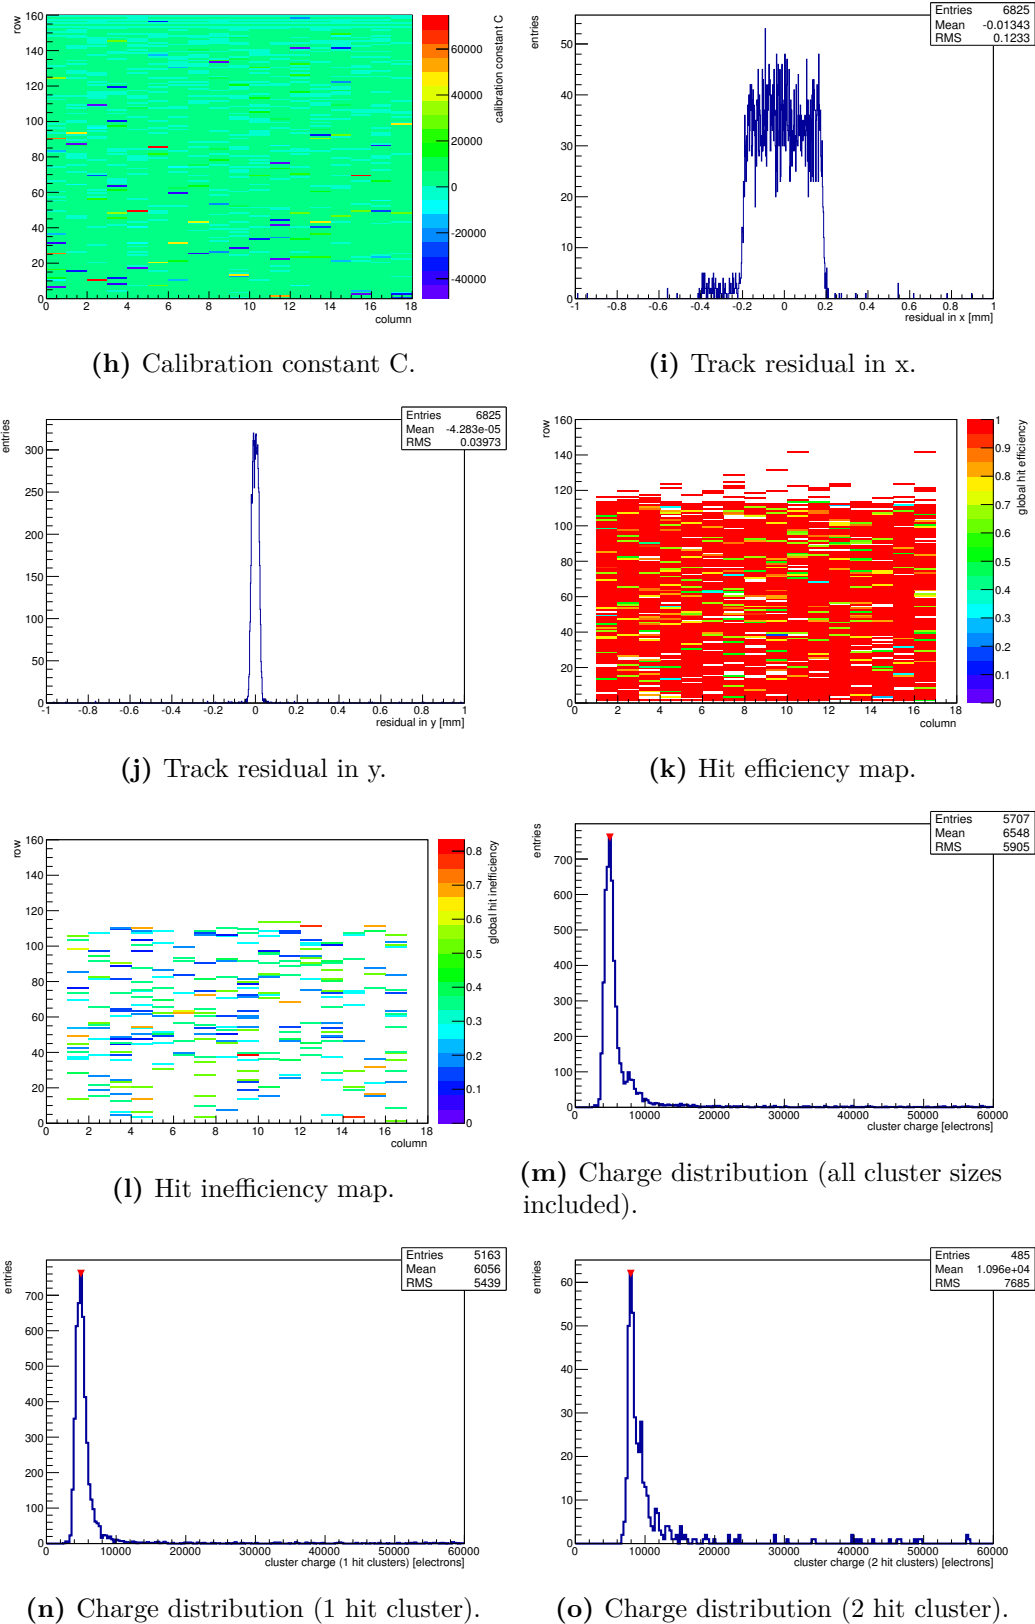 row
160
140
120
100
80
60
40
20
0
0 2 4 6 8 10 12 14 16 18
column
60000
40000
20000
0
-20000
-40000
calibration constant C
(h) Calibration constant C.
entries
Entries 6825
Mean -0.01343
RMS 0.1233
50
40
30
20
10
0
-1 -0.8 -0.6 -0.4 -0.2 0 0.2 0.4 0.6 0.8 1
residual in x [mm]
(i) Track residual in x.
entries
Entries 6825
Mean -4.283e-05
RMS 0.03973
300
250
200
150
100
50
0
-1 -0.8 -0.6 -0.4 -0.2 0 0.2 0.4 0.6 0.8 1
residual in y [mm]
(j) Track residual in y.
row
160
140
120
100
80
60
40
20
0
0 2 4 6 8 10 12 14 16 18
column
1
0.9
0.8
0.7
0.6
0.5
0.4
0.3
0.2
0.1
0
global hit efficiency
(k) Hit efficiency map.
row
160
140
120
100
80
60
40
20
0
0 2 4 6 8 10 12 14 16 18
column
0.8
0.7
0.6
0.5
0.4
0.3
0.2
0.1
0
global hit inefficiency
(l) Hit inefficiency map.
entries
Entries 5707
Mean 6548
RMS 5905
700
600
500
400
300
200
100
0
0 10000 20000 30000 40000 50000 60000
cluster charge [electrons]
(m) Charge distribution (all cluster sizes
included).
entries
Entries 5163
Mean 6056
RMS 5439
700
600
500
400
300
200
100
0
0 10000 20000 30000 40000 50000 60000
cluster charge (1 hit clusters) [electrons]
(n) Charge distribution (1 hit cluster).
entries
Entries 485
Mean 1.096e+04
RMS 7685
60
50
40
30
20
10
0
0 10000 20000 30000 40000 50000 60000
cluster charge (2 hit clusters) [electrons]
(o) Charge distribution (2 hit cluster).